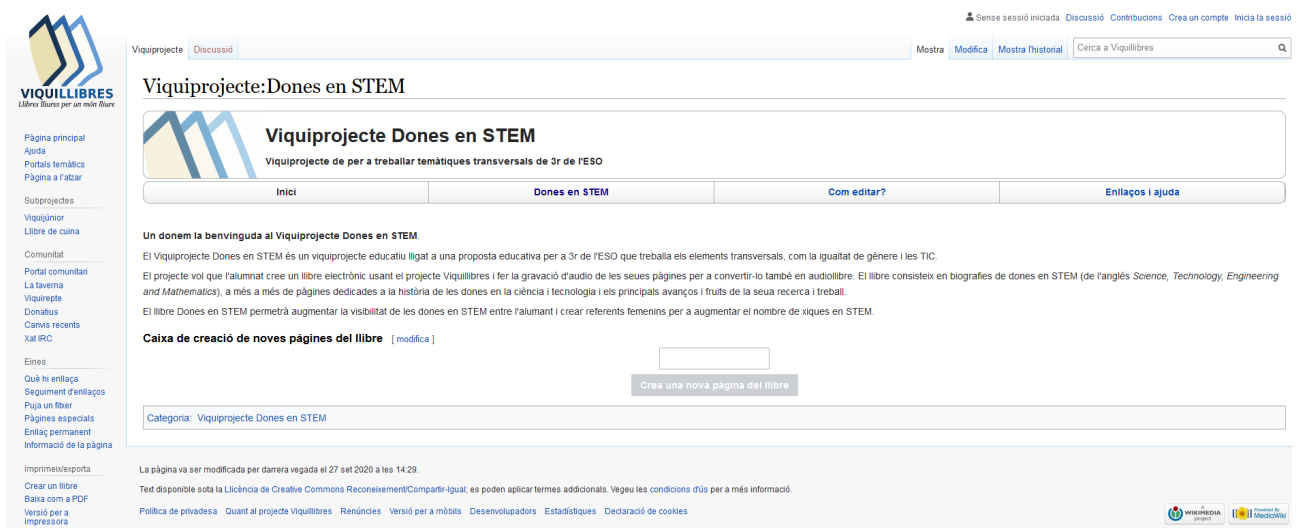 Sense sessió iniciada Discussió Contribucions Crea un compte Inicia la sessió
Viquiprojecte Discussió Mostra Modifica Mostra l'historial Cerca a Viquillibres
VIQUILLIBRES
Llibres lliures per un món lliure
Pàgina principal
Ajuda
Portals temàtics
Pàgina a l'atzar
Subprojectes
Viquijúnior
Llibre de cuina
Comunitat
Portal comunitari
La taverna
Viquirepte
Donatius
Canvis recents
Xat IRC
Eines
Què hi enllaça
Seguiment d'enllaços
Puja un fitxer
Pàgines especials
Enllaç permanent
Informació de la pàgina
Imprimeix/exporta
Crear un llibre
Baixa com a PDF
Versió per a
impressora
Viquiprojecte:Dones en STEM
Viquiprojecte Dones en STEM
Viquiprojecte de per a treballar temàtiques transversals de 3r de l'ESO
Inici Dones en STEM Com editar? Enllaços i ajuda
Un donem la benvinguda al Viquiprojecte Dones en STEM.
El Viquiprojecte Dones en STEM és un viquiprojecte educatiu lligat a una proposta educativa per a 3r de l'ESO que treballa els elements transversals, com la igualtat de gènere i les TIC.
El projecte vol que l'alumnat cree un llibre electrònic usant el projecte Viquillibres i fer la gravació d'audio de les seues pàgines per a convertir-lo també en audiollibre. El llibre consisteix en biografies de dones en STEM (de l'anglés Science, Technology, Engineering
and Mathematics), a més a més de pàgines dedicades a la història de les dones en la ciència i tecnologia i els principals avanços i fruits de la seua recerca i treball.
El llibre Dones en STEM permetrà augmentar la visibilitat de les dones en STEM entre l'alumant i crear referents femenins per a augmentar el nombre de xiques en STEM.
Caixa de creació de noves pàgines del llibre [ modifica ]
Crea una nova pàgina del llibre
Categoria: Viquiprojecte Dones en STEM
La pàgina va ser modificada per darrera vegada el 27 set 2020 a les 14:29.
Text disponible sota la Llicència de Creative Commons Reconeixement/Compartir-Igual; es poden aplicar termes addicionals. Vegeu les condicions d'ús per a més informació.
Política de privadesa Quant al projecte Viquillibres Renúncies Versió per a mòbils Desenvolupadors Estadístiques Declaració de cookies
A WIKIMEDIA project
Powered By MediaWiki